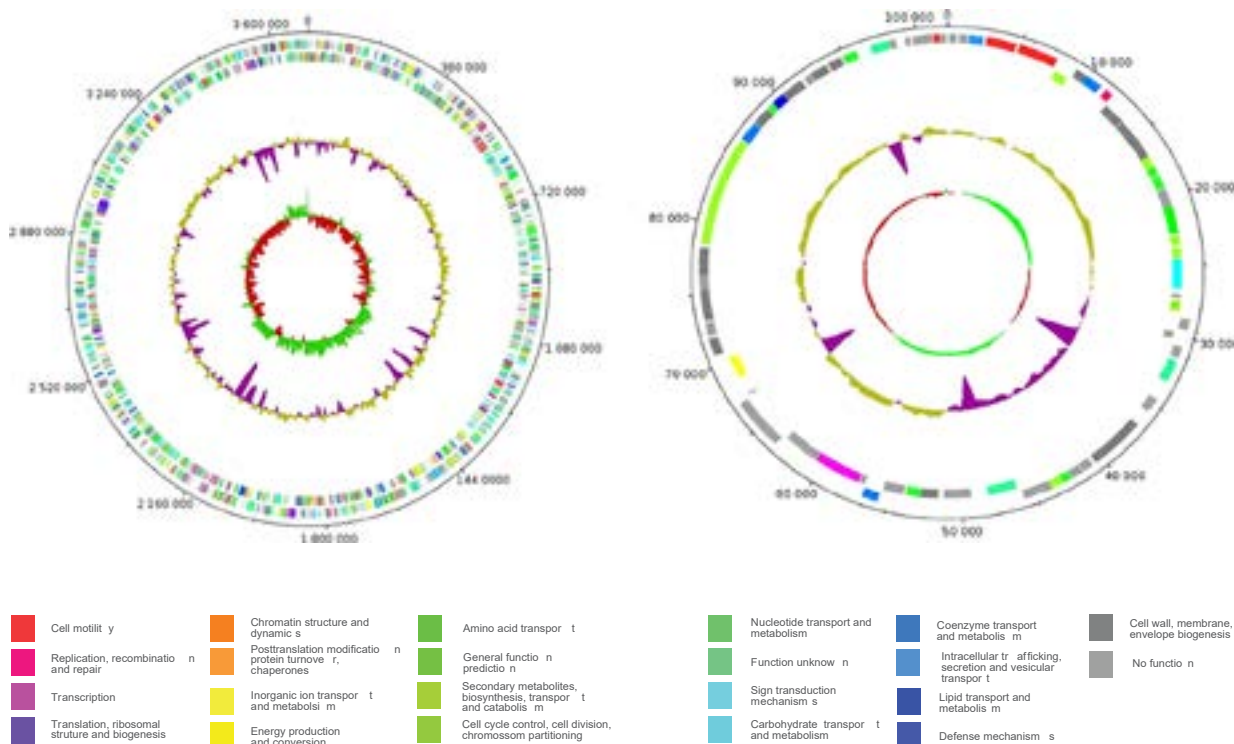 0
3 600 000
360 000
3 240 000
720 000
2 880 000
1 080 000
2 520 000
144 0000
2 160 000
1 800 000
0
100 000
10 000
90 000
20 000
80 000
30 000
70 000
40 000
60 000
50 000
Cell motilit y
Replication, recombinatio n
and repair
Transcription
Translation, ribosomal
struture and biogenesis
Chromatin structure and
dynamic s
Posttranslation modificatio n
protein turnove r,
chaperones
Inorganic ion transpor t
and metabolsi m
Energy production
and conversion
Amino acid transpor t
General functio n
predictio n
Secondary metabolites,
biosynthesis, transpor t
and catabolis m
Cell cycle control, cell division,
chromossom partitioning
Nucleotide transport and
metabolism
Function unknow n
Sign transduction
mechanism s
Carbohydrate transpor t
and metabolism
Coenzyme transport
and metabolis m
Intracellular tr afficking,
secretion and vesicular
transpor t
Lipid transport and
metabolis m
Defense mechanism s
Cell wall, membrane,
envelope biogenesis
No functio n